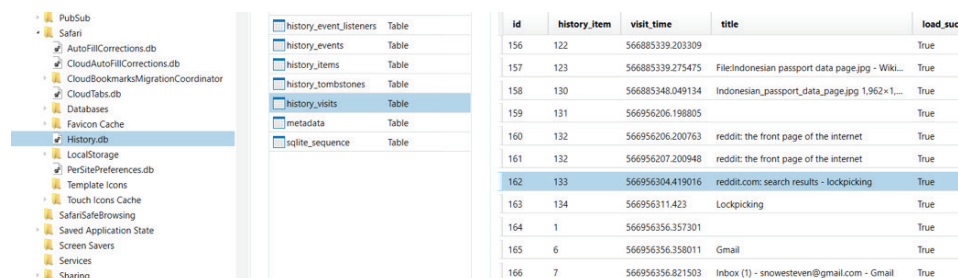 PubSub
Safari
AutoFillCorrections.db
CloudAutoFillCorrections.db
CloudBookmarksMigrationCoordinator
CloudTabs.db
Databases
Favicon Cache
History.db
LocalStorage
PerSitePreferences.db
Template Icons
Touch Icons Cache
SafariSafeBrowsing
Saved Application State
Screen Savers
Services
Sharing
history_event_listeners Table
history_events Table
history_items Table
history_tombstones Table
history_visits Table
metadata Table
sqlite_sequence Table
id history_item visit_time title load_suc
156 122 566885339.203309 True
157 123 566885339.275475 File:Indonesian passport data page.jpg - Wiki... True
158 130 566885348.049134 Indonesian_passport_data_page.jpg 1,962×1,... True
159 131 566956206.198805 True
160 132 566956206.200763 reddit: the front page of the internet True
161 132 566956207.200948 reddit: the front page of the internet True
162 133 566956304.419016 reddit.com: search results - lockpicking True
163 134 566956311.423 Lockpicking True
164 1 566956356.357301 True
165 6 566956356.358011 Gmail True
166 7 566956356.821503 Inbox (1) - snowesteven@gmail.com - Gmail True